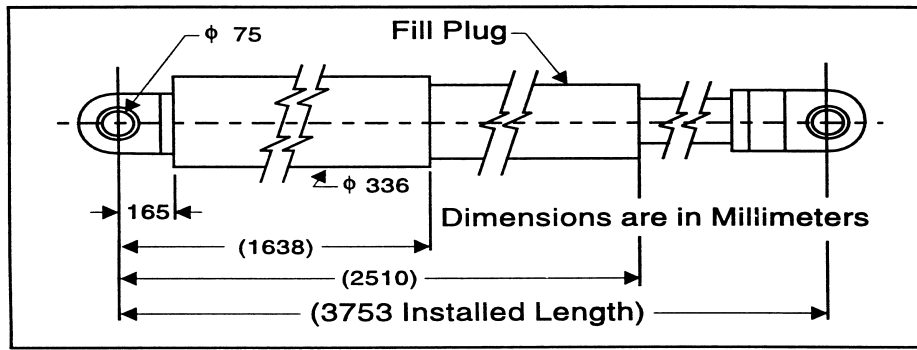 ϕ 75
Fill Plug
ϕ 336
165
Dimensions are in Millimeters
(1638)
(2510)
(3753 Installed Length)